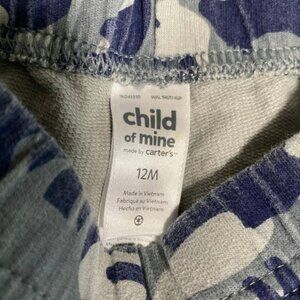 child
of mine
made by carter's
12M
Made in Vietnam
Fabriqué au Vietnam
Hecho en Vietnam